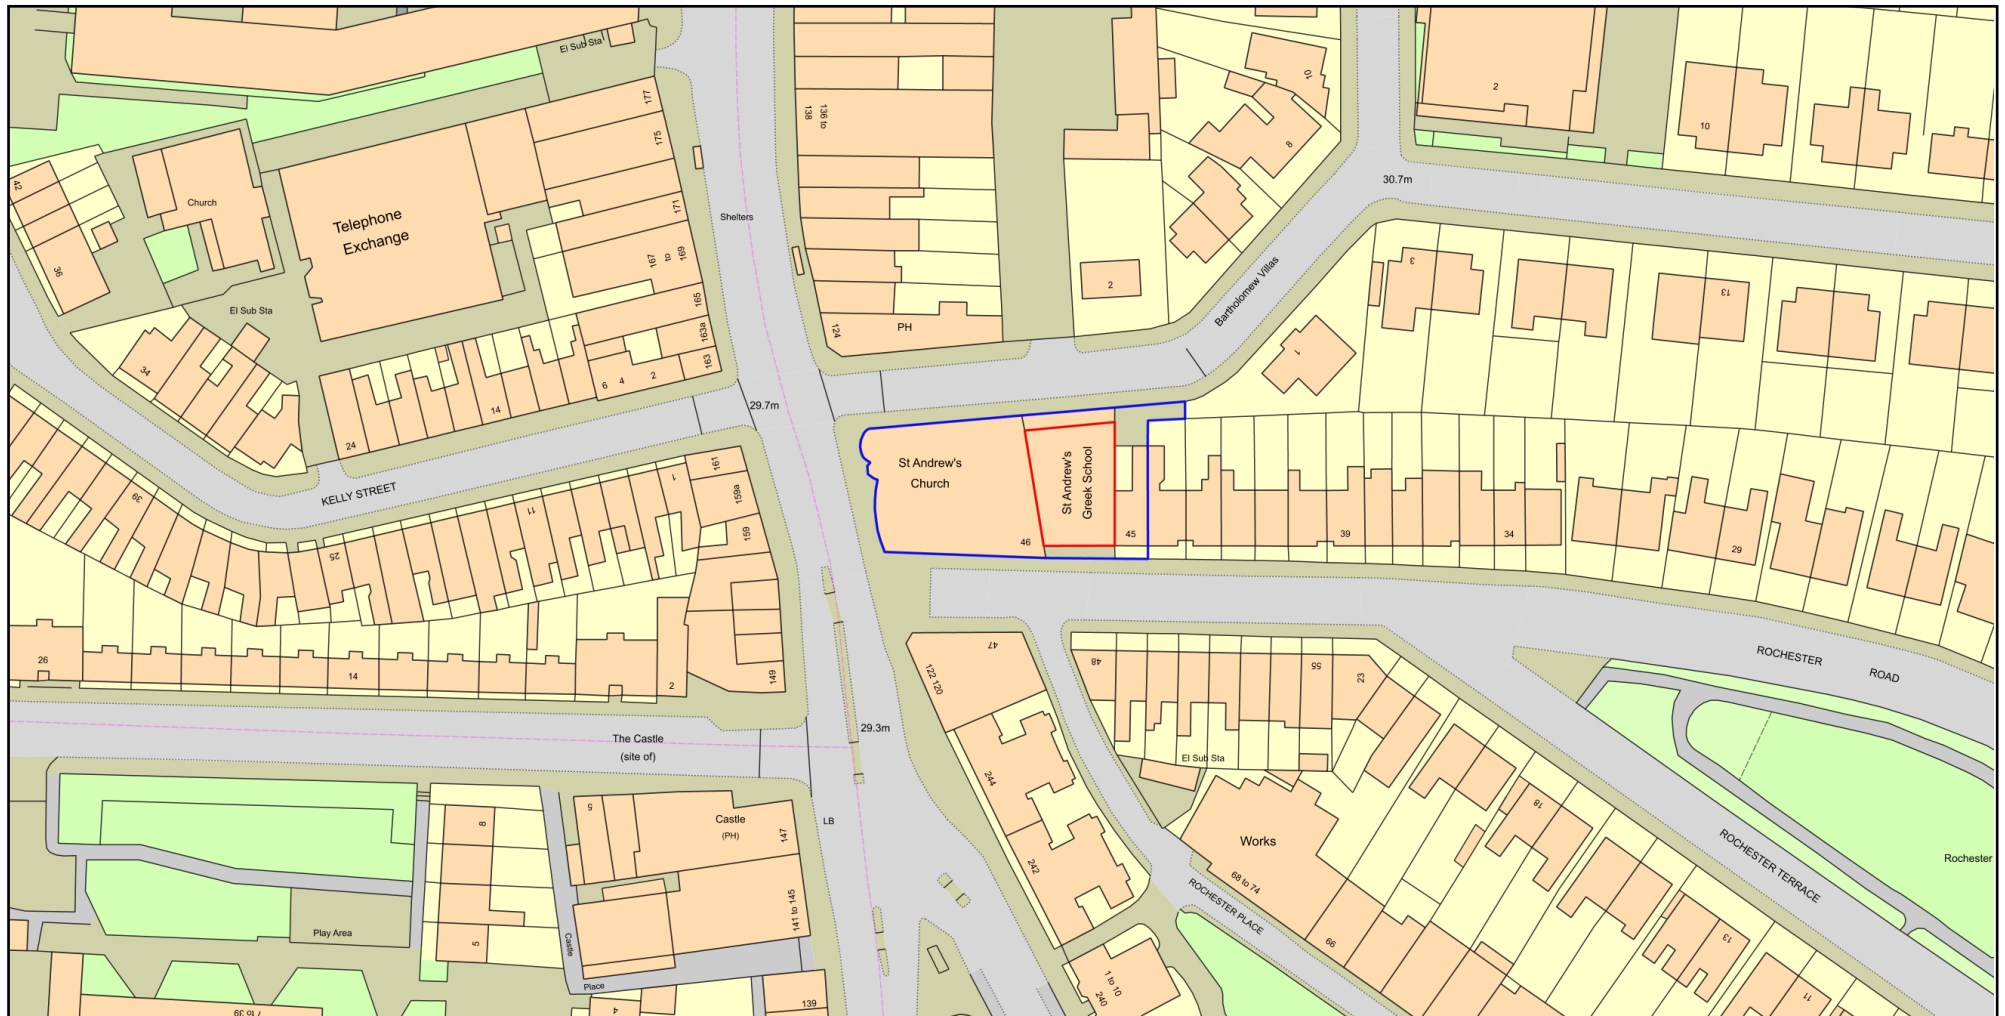 El Sub Sta
177
175
Church
42
36
Telephone
Exchange
171
167
to
169
165
163a
163
El Sub Sta
34
24
14
6
4
2
Shelters
138
136 to
124
PH
2
10
8
2
10
30.7m
Bartholomew Villas
3
13
1
29.7m
KELLY STREET
39
25
11
1
161
159a
159
St Andrew's
Church
46
St Andrew's
Greek School
45
39
34
29
26
14
2
149
The Castle
(site of)
29.3m
47
122 120
48
55
23
ROCHESTER
ROAD
El Sub Sta
244
242
Works
68 to 74
18
ROCHESTER TERRACE
Rochester
ROCHESTER PLACE
66
13
11
1 to 10
240
LB
5
Castle
(PH)
147
141 to 145
8
5
Castle
Place
Play Area
139
4
7 to 39